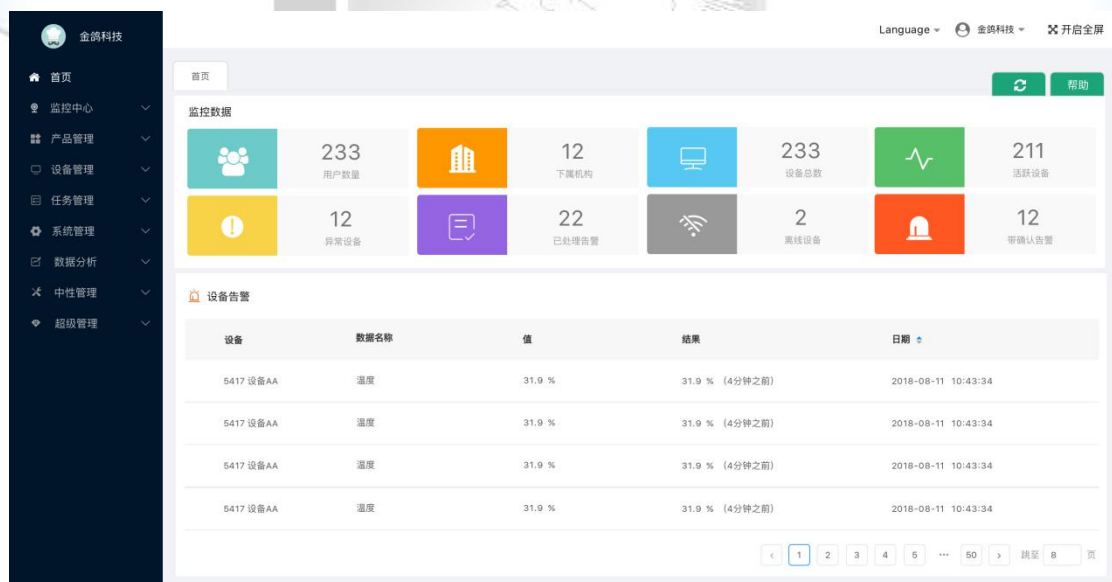 金鸽科技
Language
金鸽科技
开启全屏
首页
监控中心
产品管理
设备管理
任务管理
系统管理
数据分析
中性管理
超级管理
首页
帮助
监控数据
233
用户数量
12
下属机构
233
设备总数
211
活跃设备
12
异常设备
22
已处理告警
2
离线设备
12
带确认告警
设备告警
设备 数据名称 值 结果 日期
5417 设备AA 温度 31.9 % 31.9 % (4分钟之前) 2018-08-11 10:43:34
5417 设备AA 温度 31.9 % 31.9 % (4分钟之前) 2018-08-11 10:43:34
5417 设备AA 温度 31.9 % 31.9 % (4分钟之前) 2018-08-11 10:43:34
5417 设备AA 温度 31.9 % 31.9 % (4分钟之前) 2018-08-11 10:43:34
< 1 2 3 4 5 ••• 50 > 跳至 8 页